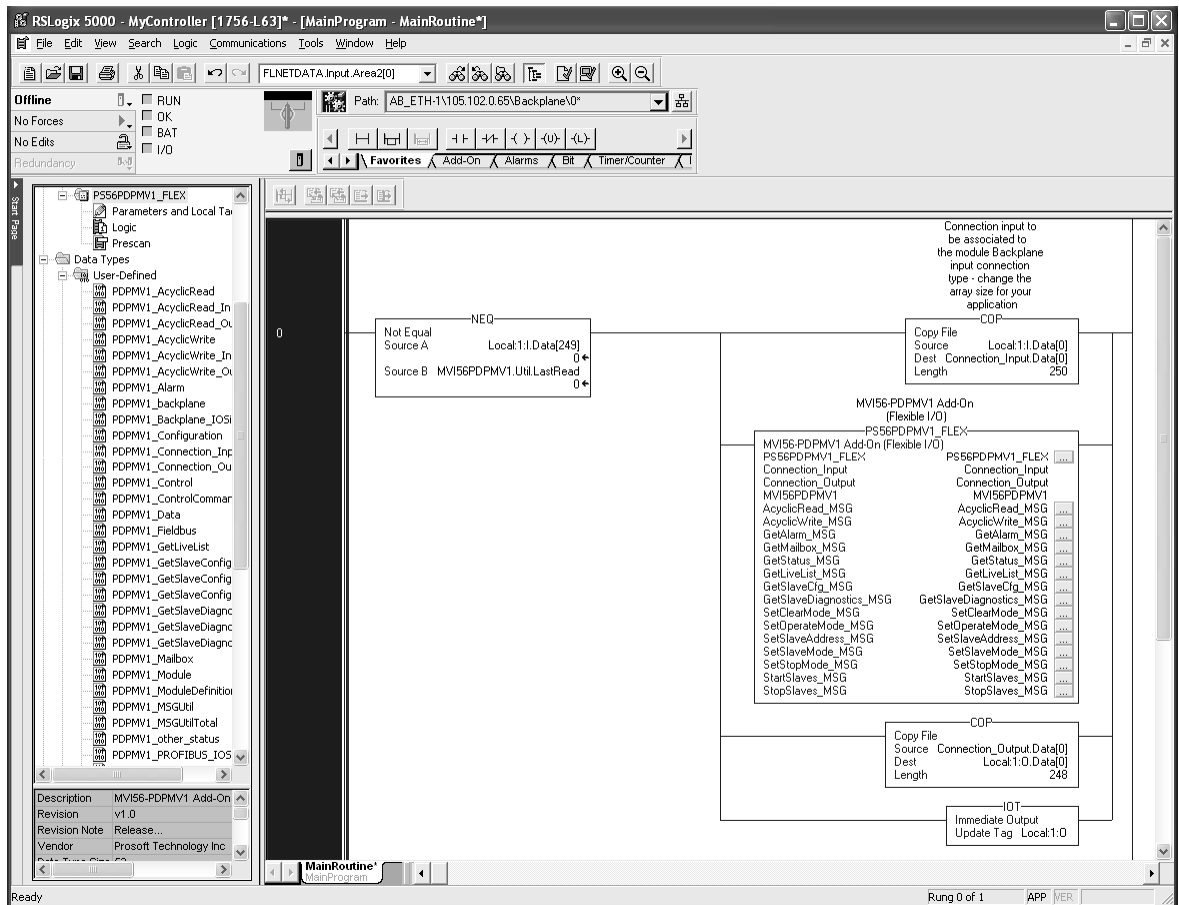 RSLogix 5000 - MyController [1756-L63]* - [MainProgram - MainRoutine*]
File Edit View Search Logic Communications Tools Window Help
FLNETDATA.Input.Area2[0]
Offline
RUN
No Forces
OK
No Edits
BAT
Redundancy
I/O
Path: AB_ETH-1\105.102.0.65\Backplane\0*
Favorites Add-On Alarms Bit Timer/Counter
Start Page
PS56PDPMV1_FLEX
Parameters and Local Ta
Logic
Prescan
Data Types
User-Defined
PDPMV1_AcyclicRead
PDPMV1_AcyclicRead_In
PDPMV1_AcyclicRead_Ou
PDPMV1_AcyclicWrite
PDPMV1_AcyclicWrite_In
PDPMV1_AcyclicWrite_Ou
PDPMV1_Alarm
PDPMV1_backplane
PDPMV1_Backplane_IOSi
PDPMV1_Configuration
PDPMV1_Connection_Inp
PDPMV1_Connection_Ou
PDPMV1_Control
PDPMV1_ControlCommar
PDPMV1_Data
PDPMV1_Fieldbus
PDPMV1_GetLiveList
PDPMV1_GetSlaveConfig
PDPMV1_GetSlaveConfig
PDPMV1_GetSlaveConfig
PDPMV1_GetSlaveDiagno
PDPMV1_GetSlaveDiagno
PDPMV1_GetSlaveDiagno
PDPMV1_Mailbox
PDPMV1_Module
PDPMV1_ModuleDefinitior
PDPMV1_MSGUtil
PDPMV1_MSGUtilTotal
PDPMV1_other_status
PDPMV1_PROFIBUS_IOS
Description MVI56-PDPMV1 Add-On
Revision v1.0
Revision Note Release...
Vendor Prosoft Technology Inc
Connection input to
be associated to
the module Backplane
input connection
type - change the
array size for your
application
0
NEQ
Not Equal
Source A Local:1:I.Data[249]
0
Source B MVI56PDPMV1.Util.LastRead
0
COP
Copy File
Source Local:1:I.Data[0]
Dest Connection_Input.Data[0]
Length 250
MVI56-PDPMV1 Add-On
(Flexible I/O)
PS56PDPMV1_FLEX
MVI56-PDPMV1 Add-On (Flexible I/O)
PS56PDPMV1_FLEX PS56PDPMV1_FLEX ...
Connection_Input Connection_Input
Connection_Output Connection_Output
MVI56PDPMV1 MVI56PDPMV1
AcyclicRead_MSG AcyclicRead_MSG ...
AcyclicWrite_MSG AcyclicWrite_MSG ...
GetAlarm_MSG GetAlarm_MSG ...
GetMailbox_MSG GetMailbox_MSG ...
GetStatus_MSG GetStatus_MSG ...
GetLiveList_MSG GetLiveList_MSG ...
GetSlaveCfg_MSG GetSlaveCfg_MSG ...
GetSlaveDiagnostics_MSG GetSlaveDiagnostics_MSG ...
SetClearMode_MSG SetClearMode_MSG ...
SetOperateMode_MSG SetOperateMode_MSG ...
SetSlaveAddress_MSG SetSlaveAddress_MSG ...
SetSlaveMode_MSG SetSlaveMode_MSG ...
SetStopMode_MSG SetStopMode_MSG ...
StartSlaves_MSG StartSlaves_MSG ...
StopSlaves_MSG StopSlaves_MSG ...
COP
Copy File
Source Connection_Output.Data[0]
Dest Local:1:O.Data[0]
Length 248
IOT
Immediate Output
Update Tag Local:1:O
MainRoutine*
MainProgram
Ready
Rung 0 of 1 APP VER